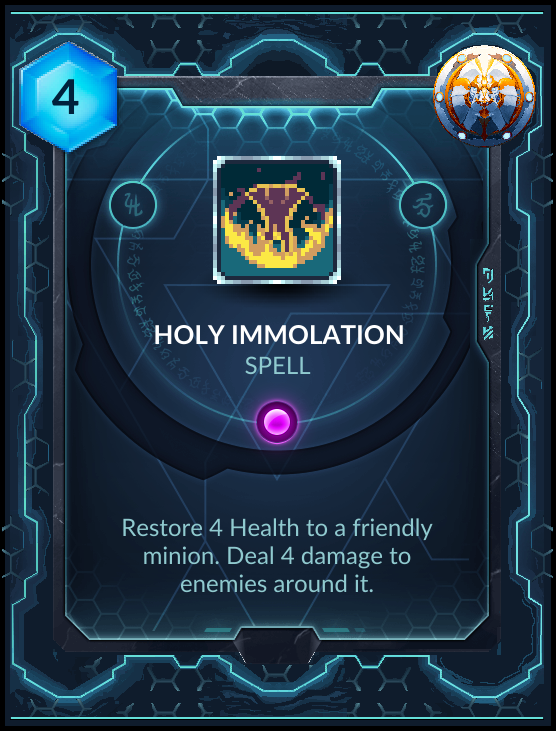 4
HOLY IMMOLATION
SPELL
Restore 4 Health to a friendly
minion. Deal 4 damage to
enemies around it.